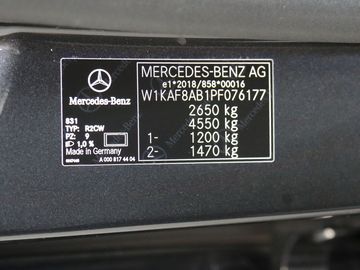 MERCEDES-BENZ AG
e1*2018/858*00016
W1KAF8AB1PF076177
2650 kg
4550 kg
1- 1200 kg
2- 1470 kg
Mercedes-Benz
831
TYP: R2CW
PZ: 9
1,0 %
Made in Germany
A 000 817 44 04